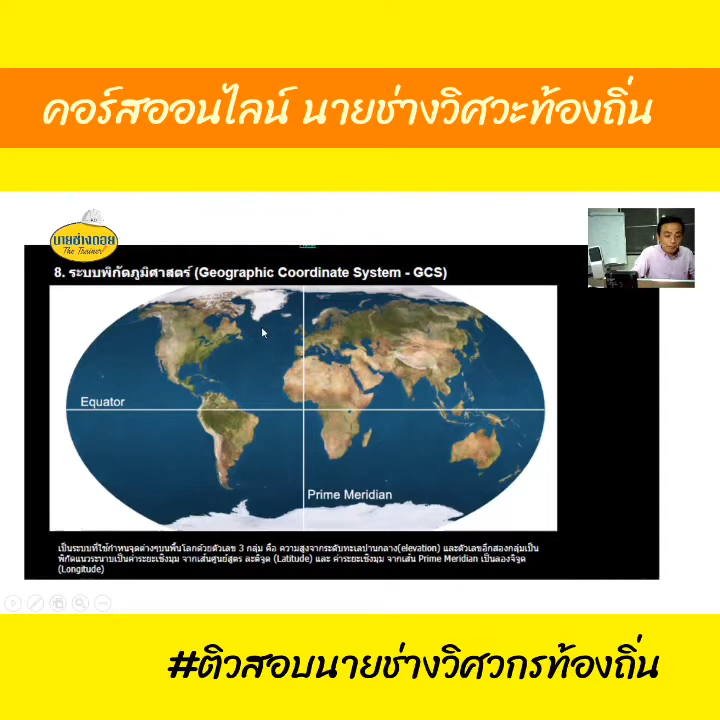 คอร์สออนไลน์ นายช่างวิศวะท้องถิ่น
นายช่างถอย
The Trainer
8. ระบบพิกัดภูมิศาสตร์ (Geographic Coordinate System - GCS)
Equator
Prime Meridian
เป็นระบบที่ใช้กำหนจุดต่างๆบนพื้นโลกด้วยตัวเลข 3 กลุ่ม คือ ความสูงจากระดับทะเลปานกลาง(elevation) และตัวเลขอีกสองกลุ่มเป็น
พิกัดแนวระนาบเป็นค่าระยะเชิงมุม จากเส้นศูนย์สูตร ละติจูด (Latitude) และ ค่าระยะเชิงมุม จากเส้น Prime Meridian เป็นลองจิจูด
(Longitude)
#ติวสอบนายช่างวิศวกรท้องถิ่น